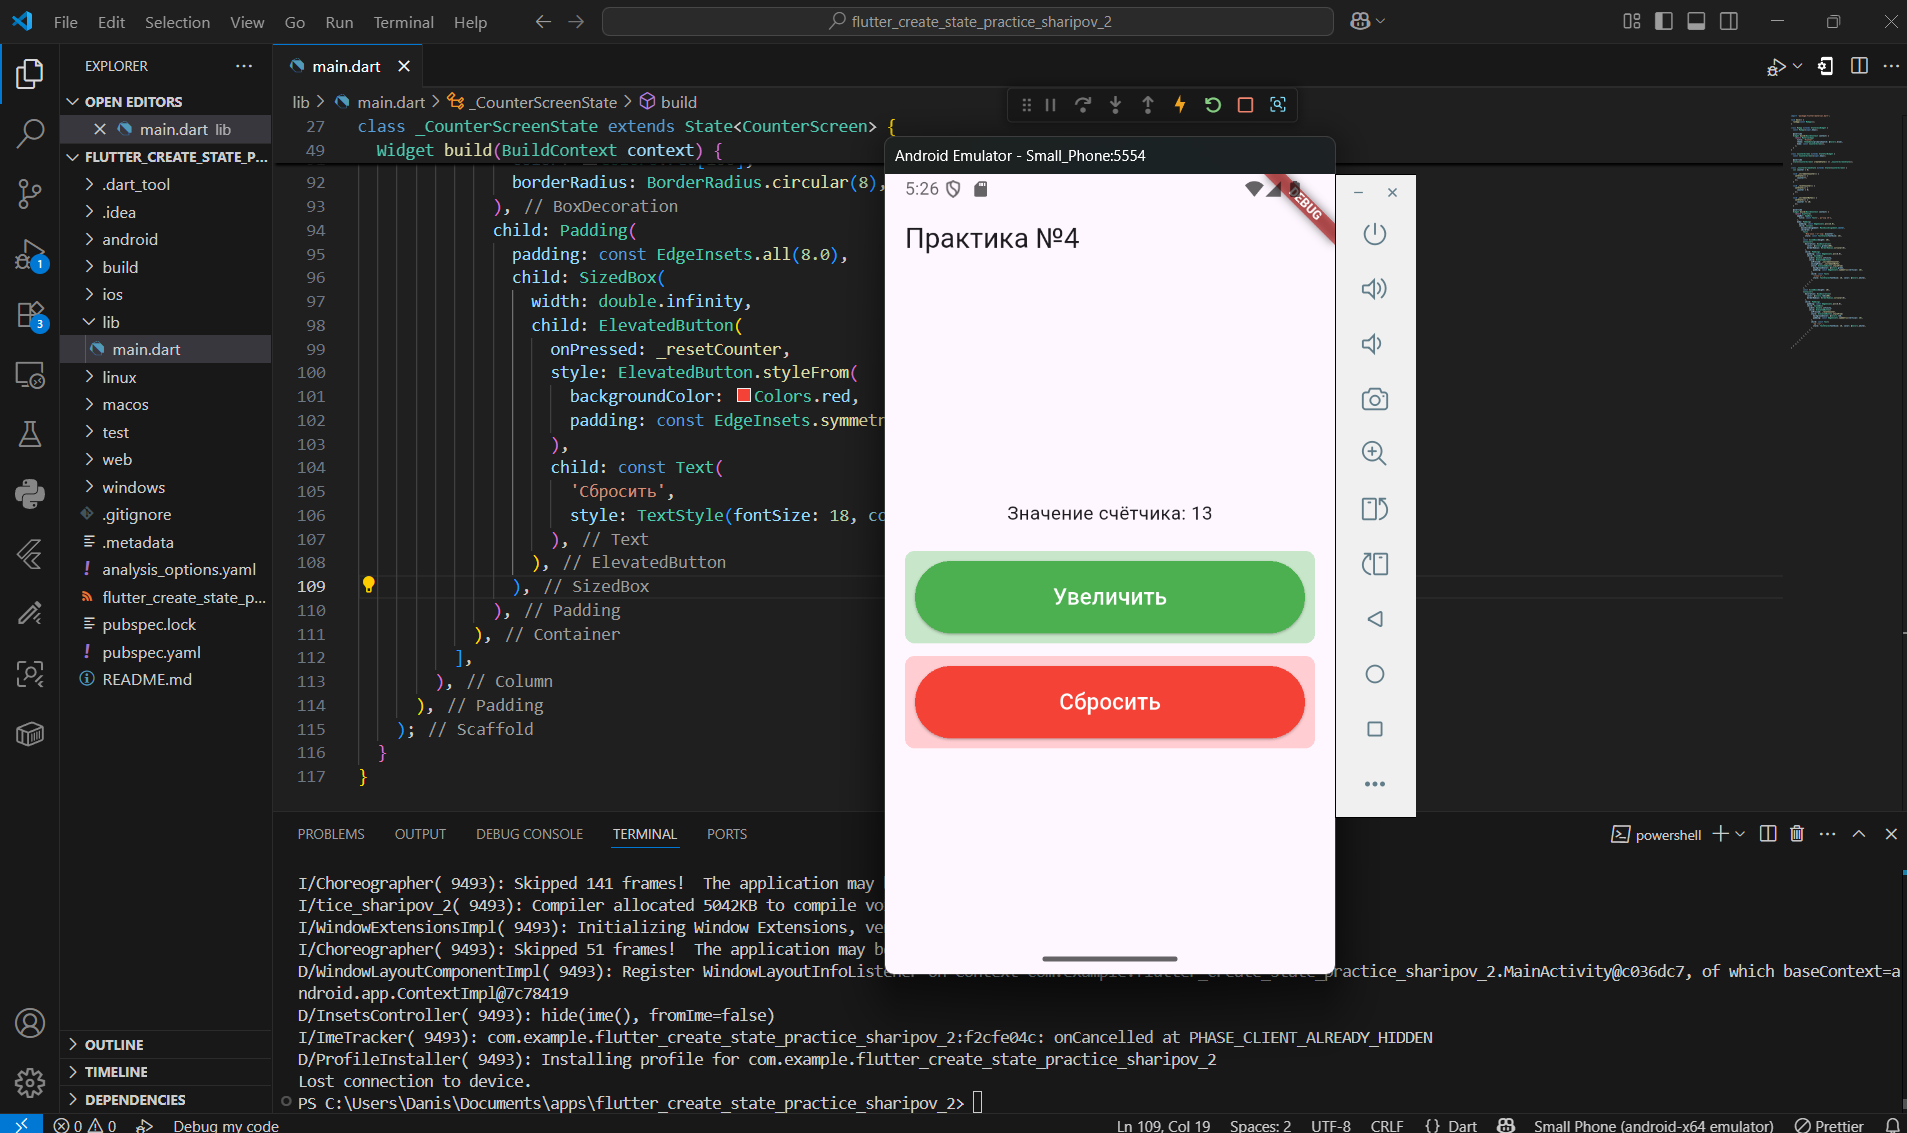 File Edit Selection View Go Run Terminal Help
flutter_create_state_practice_sharipov_2
EXPLORER
OPEN EDITORS
main.dart lib
FLUTTER_CREATE_STATE_P...
.dart_tool
.idea
android
build
ios
lib
main.dart
linux
macos
test
web
windows
.gitignore
.metadata
analysis_options.yaml
flutter_create_state_p...
pubspec.lock
pubspec.yaml
README.md
OUTLINE
TIMELINE
DEPENDENCIES
1
3
main.dart
lib > main.dart > _CounterScreenState > build
27 class _CounterScreenState extends State<CounterScreen> {
49 Widget build(BuildContext context) {
92 borderRadius: BorderRadius.circular(8),
93 ), // BoxDecoration
94 child: Padding(
95 padding: const EdgeInsets.all(8.0),
96 child: SizedBox(
97 width: double.infinity,
98 child: ElevatedButton(
99 onPressed: _resetCounter,
100 style: ElevatedButton.styleFrom(
101 backgroundColor: Colors.red,
102 padding: const EdgeInsets.symmetr
103 ),
104 child: const Text(
105 'Сбросить',
106 style: TextStyle(fontSize: 18, co
107 ), // Text
108 ), // ElevatedButton
109 ), // SizedBox
110 ), // Padding
111 ), // Container
112 ],
113 ), // Column
114 ), // Padding
115 ); // Scaffold
116 }
117 }
Android Emulator - Small_Phone:5554
5:26
DEBUG
Практика №4
Значение счётчика: 13
Увеличить
Сбросить
PROBLEMS OUTPUT DEBUG CONSOLE TERMINAL PORTS
powershell
I/Choreographer( 9493): Skipped 141 frames!  The application may
I/tice_sharipov_2( 9493): Compiler allocated 5042KB to compile vo
I/WindowExtensionsImpl( 9493): Initializing Window Extensions, ve
I/Choreographer( 9493): Skipped 51 frames!  The application may b
D/WindowLayoutComponentImpl( 9493): Register WindowLayoutInfoListener on context=com.example.flutter_create_state_practice_sharipov_2.MainActivity@c036dc7, of which baseContext=a
ndroid.app.ContextImpl@7c78419
D/InsetsController( 9493): hide(ime(), fromIme=false)
I/ImeTracker( 9493): com.example.flutter_create_state_practice_sharipov_2:f2cfe04c: onCancelled at PHASE_CLIENT_ALREADY_HIDDEN
D/ProfileInstaller( 9493): Installing profile for com.example.flutter_create_state_practice_sharipov_2
Lost connection to device.
PS C:\Users\Danis\Documents\apps\flutter_create_state_practice_sharipov_2>
0 0 Debug my code
Ln 109, Col 19 Spaces: 2 UTF-8 CRLF {} Dart Small Phone (android-x64 emulator) Prettier